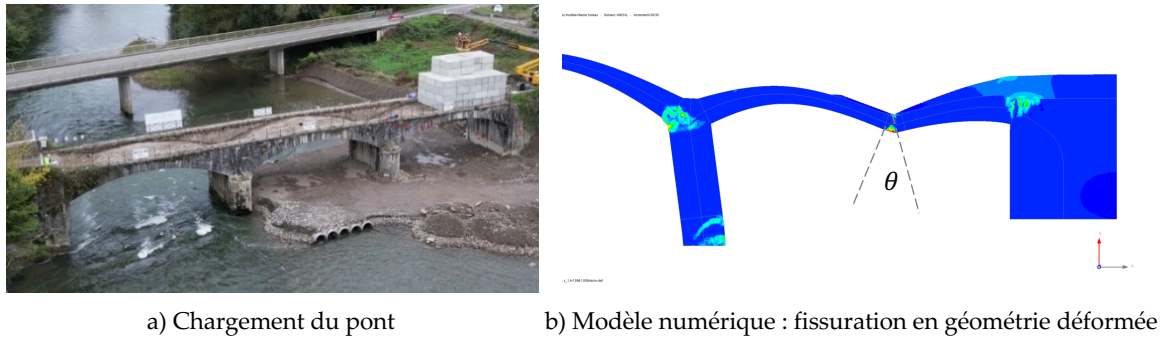 θ
a) Chargement du pont
b) Modèle numérique : fissuration en géométrie déformée